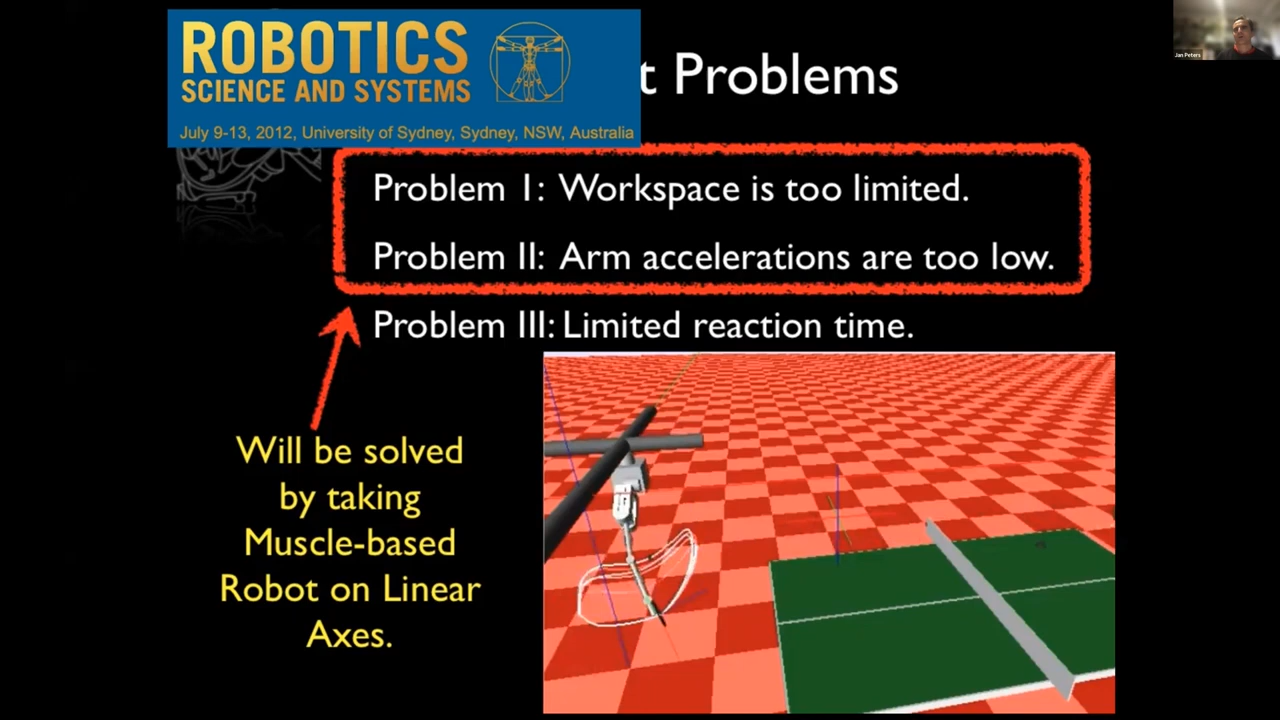 ROBOTICS
SCIENCE AND SYSTEMS
July 9-13, 2012, University of Sydney, Sydney, NSW, Australia
t Problems
Jan Peters
Problem I: Workspace is too limited.
Problem II: Arm accelerations are too low.
Problem III: Limited reaction time.
Will be solved
by taking
Muscle-based
Robot on Linear
Axes.